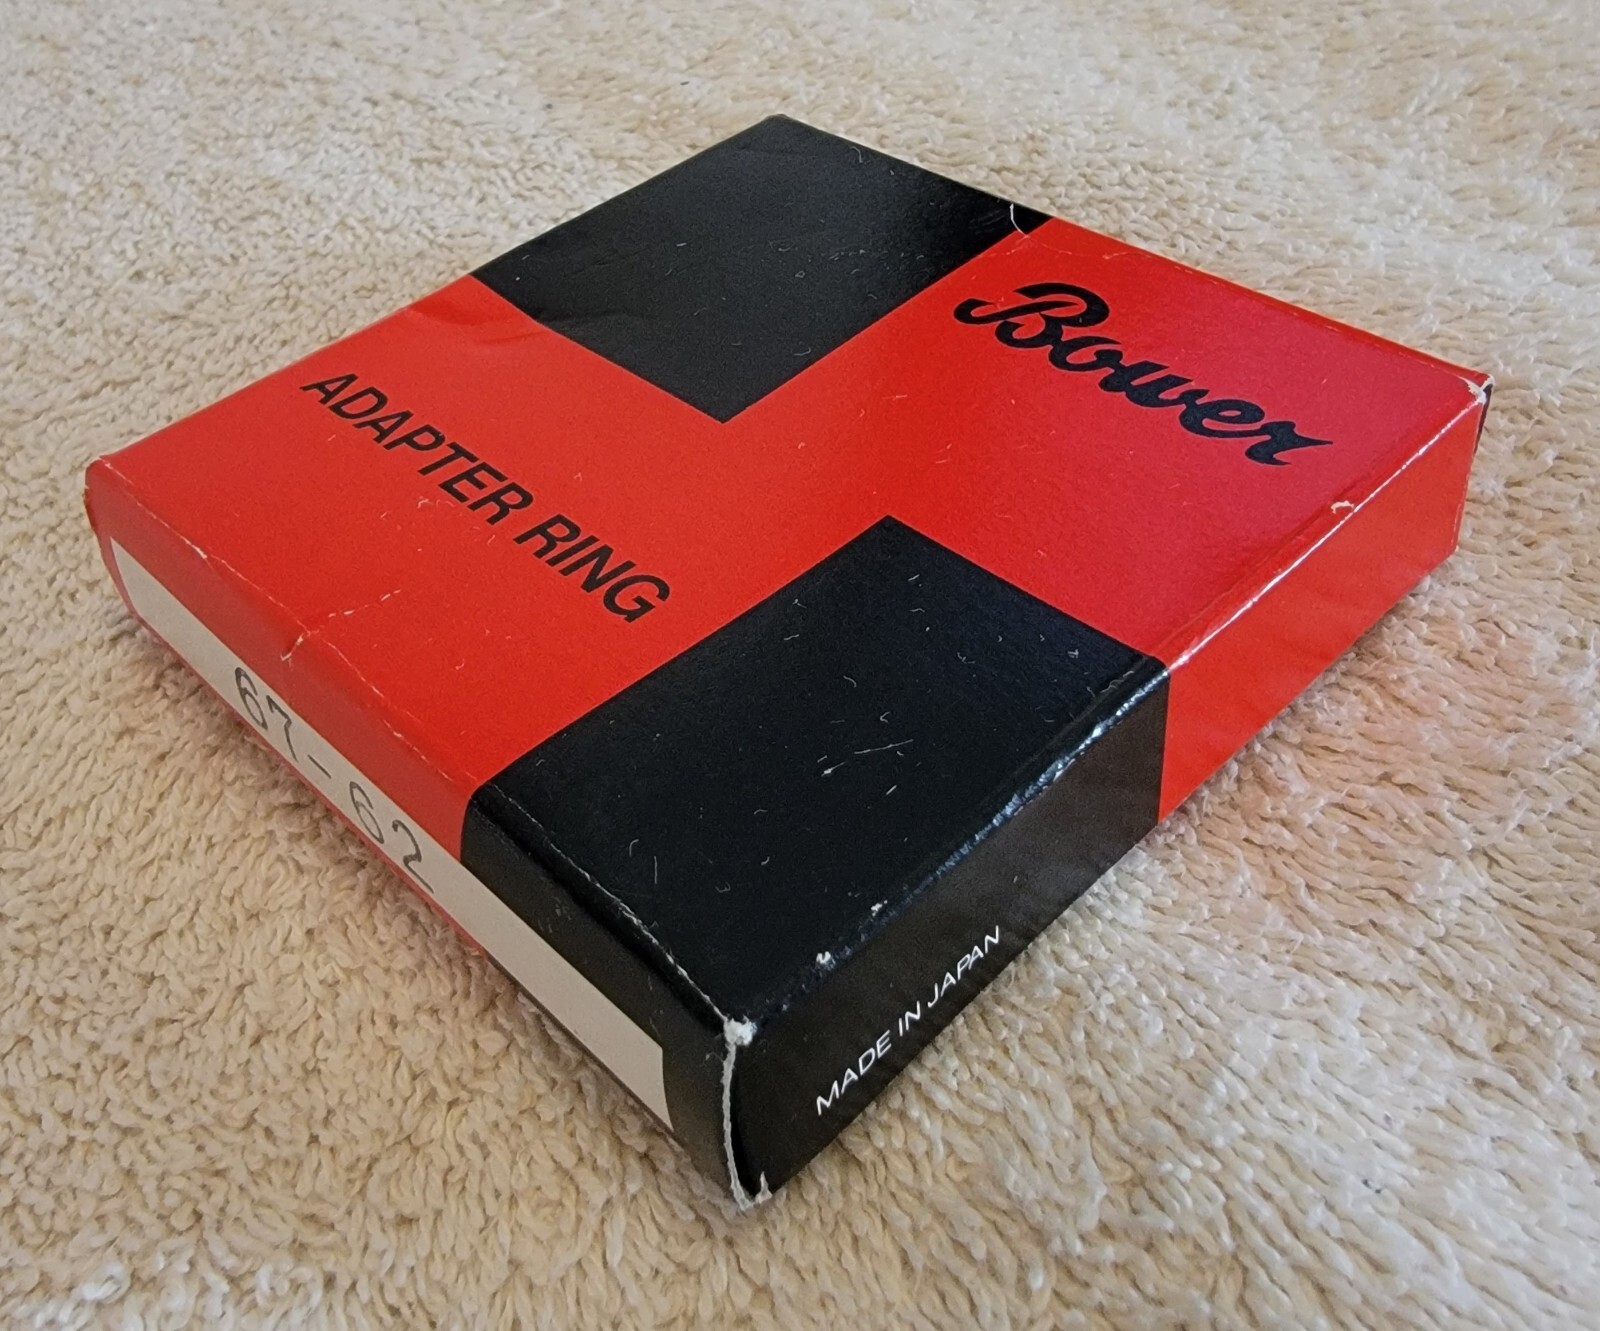 Bower
ADAPTER RING
67-62
MADE IN JAPAN